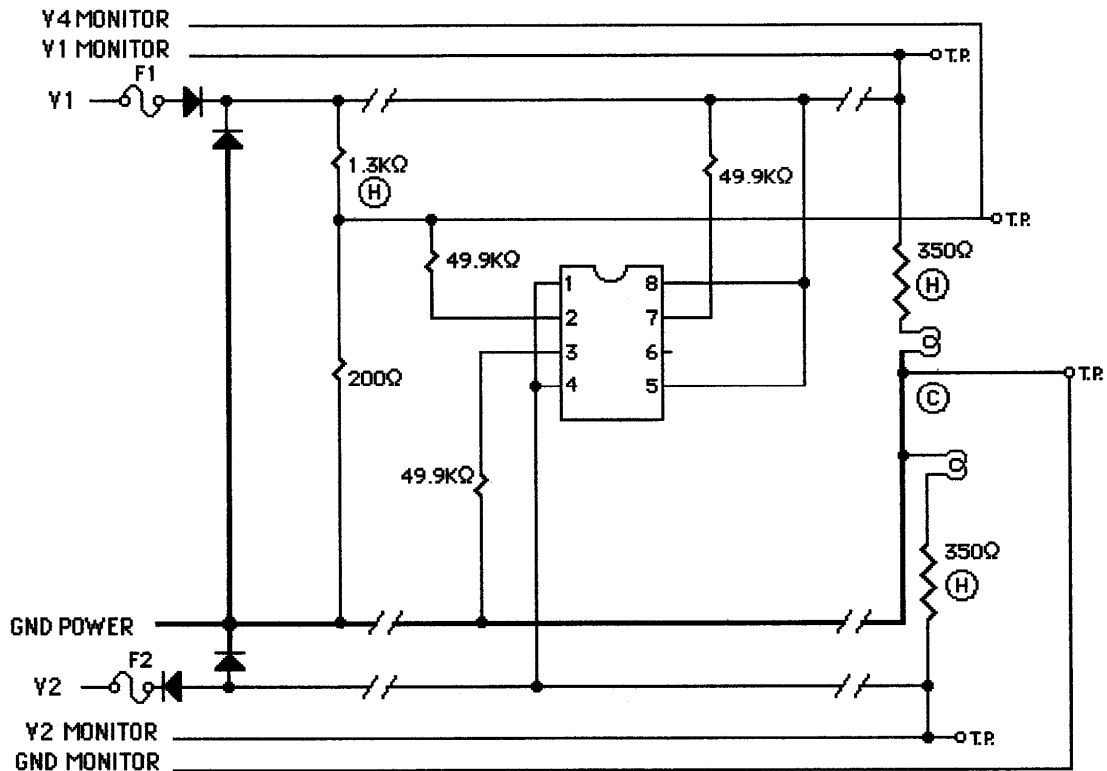 V4 MONITOR
V1 MONITOR
T.P.
F1
V1
1.3KΩ
H
49.9KΩ
T.P.
49.9KΩ
350Ω
H
1 8
2 7
3 6
4 5
200Ω
T.P.
C
49.9KΩ
350Ω
H
GND POWER
F2
V2
V2 MONITOR
T.P.
GND MONITOR